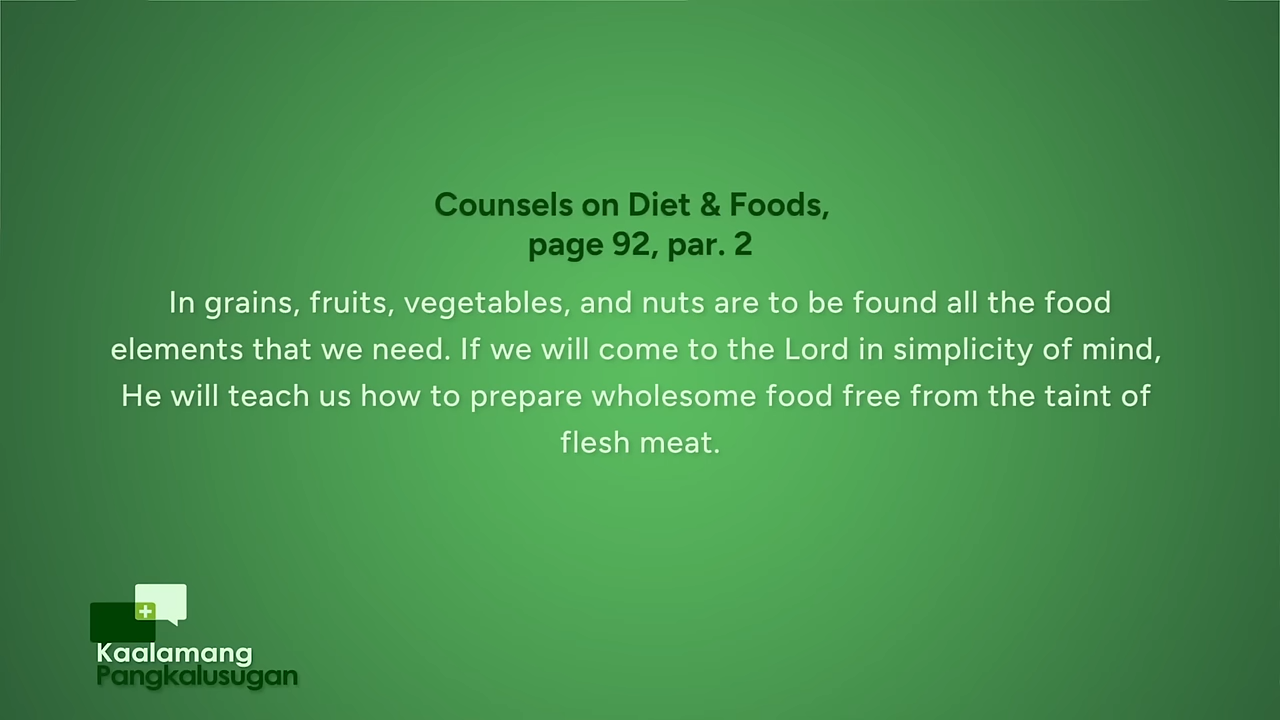 Counsels on Diet & Foods,
page 92, par. 2
In grains, fruits, vegetables, and nuts are to be found all the food
elements that we need. If we will come to the Lord in simplicity of mind,
He will teach us how to prepare wholesome food free from the taint of
flesh meat.
Kaalamang
Pangkalusugan